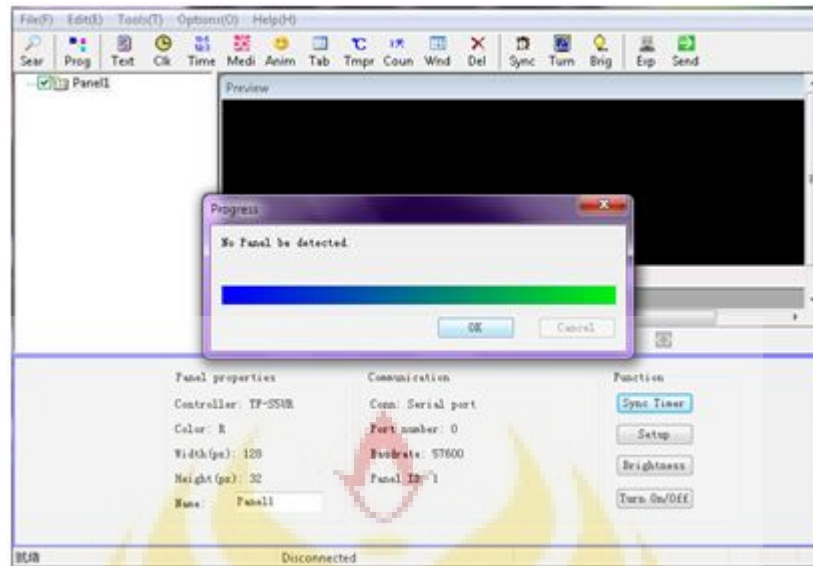 File(F) Edit(E) Tools(T) Options(O) Help(H)
Sear Prog Text Clk Time Medi Anim Tab Tmpr Coun Wnd Del Sync Turn Brig Exp Send
Panel1
Preview
Progress
No Panel be detected.
OK Cancel
Panel properties
Controller: TP-S5UR
Color: R
Width(px): 128
Height(px): 32
Name: Panel1
Communication
Conn: Serial port
Port number: 0
Baudrate: 57600
Panel ID: 1
Function
Sync Timer
Setup
Brightness
Turn On/Off
就绪 Disconnected